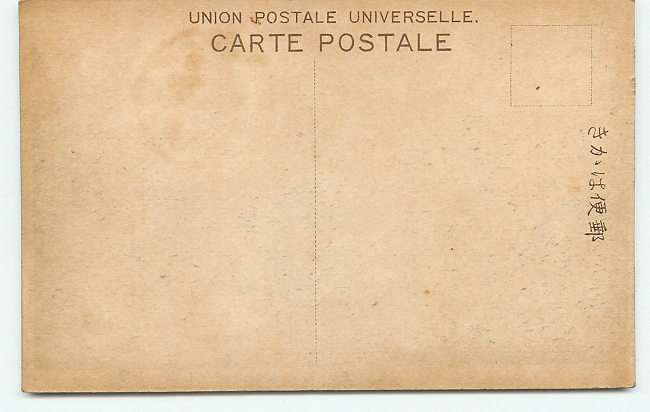 UNION POSTALE UNIVERSELLE.
CARTE POSTALE
郵便はかき